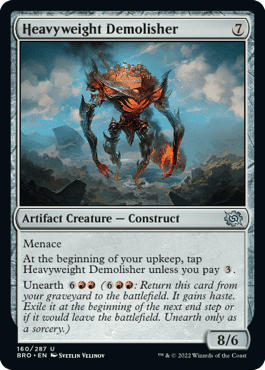 Heavyweight Demolisher 7
Artifact Creature — Construct
Menace
At the beginning of your upkeep, tap
Heavyweight Demolisher unless you pay 3.
Unearth 6 (6: Return this card from
your graveyard to the battlefield. It gains haste.
Exile it at the beginning of the next end step or
if it would leave the battlefield. Unearth only as
a sorcery.)
8/6
160/287 U
BRO • EN Svetlin Velinov
™ & © 2022 Wizards of the Coast